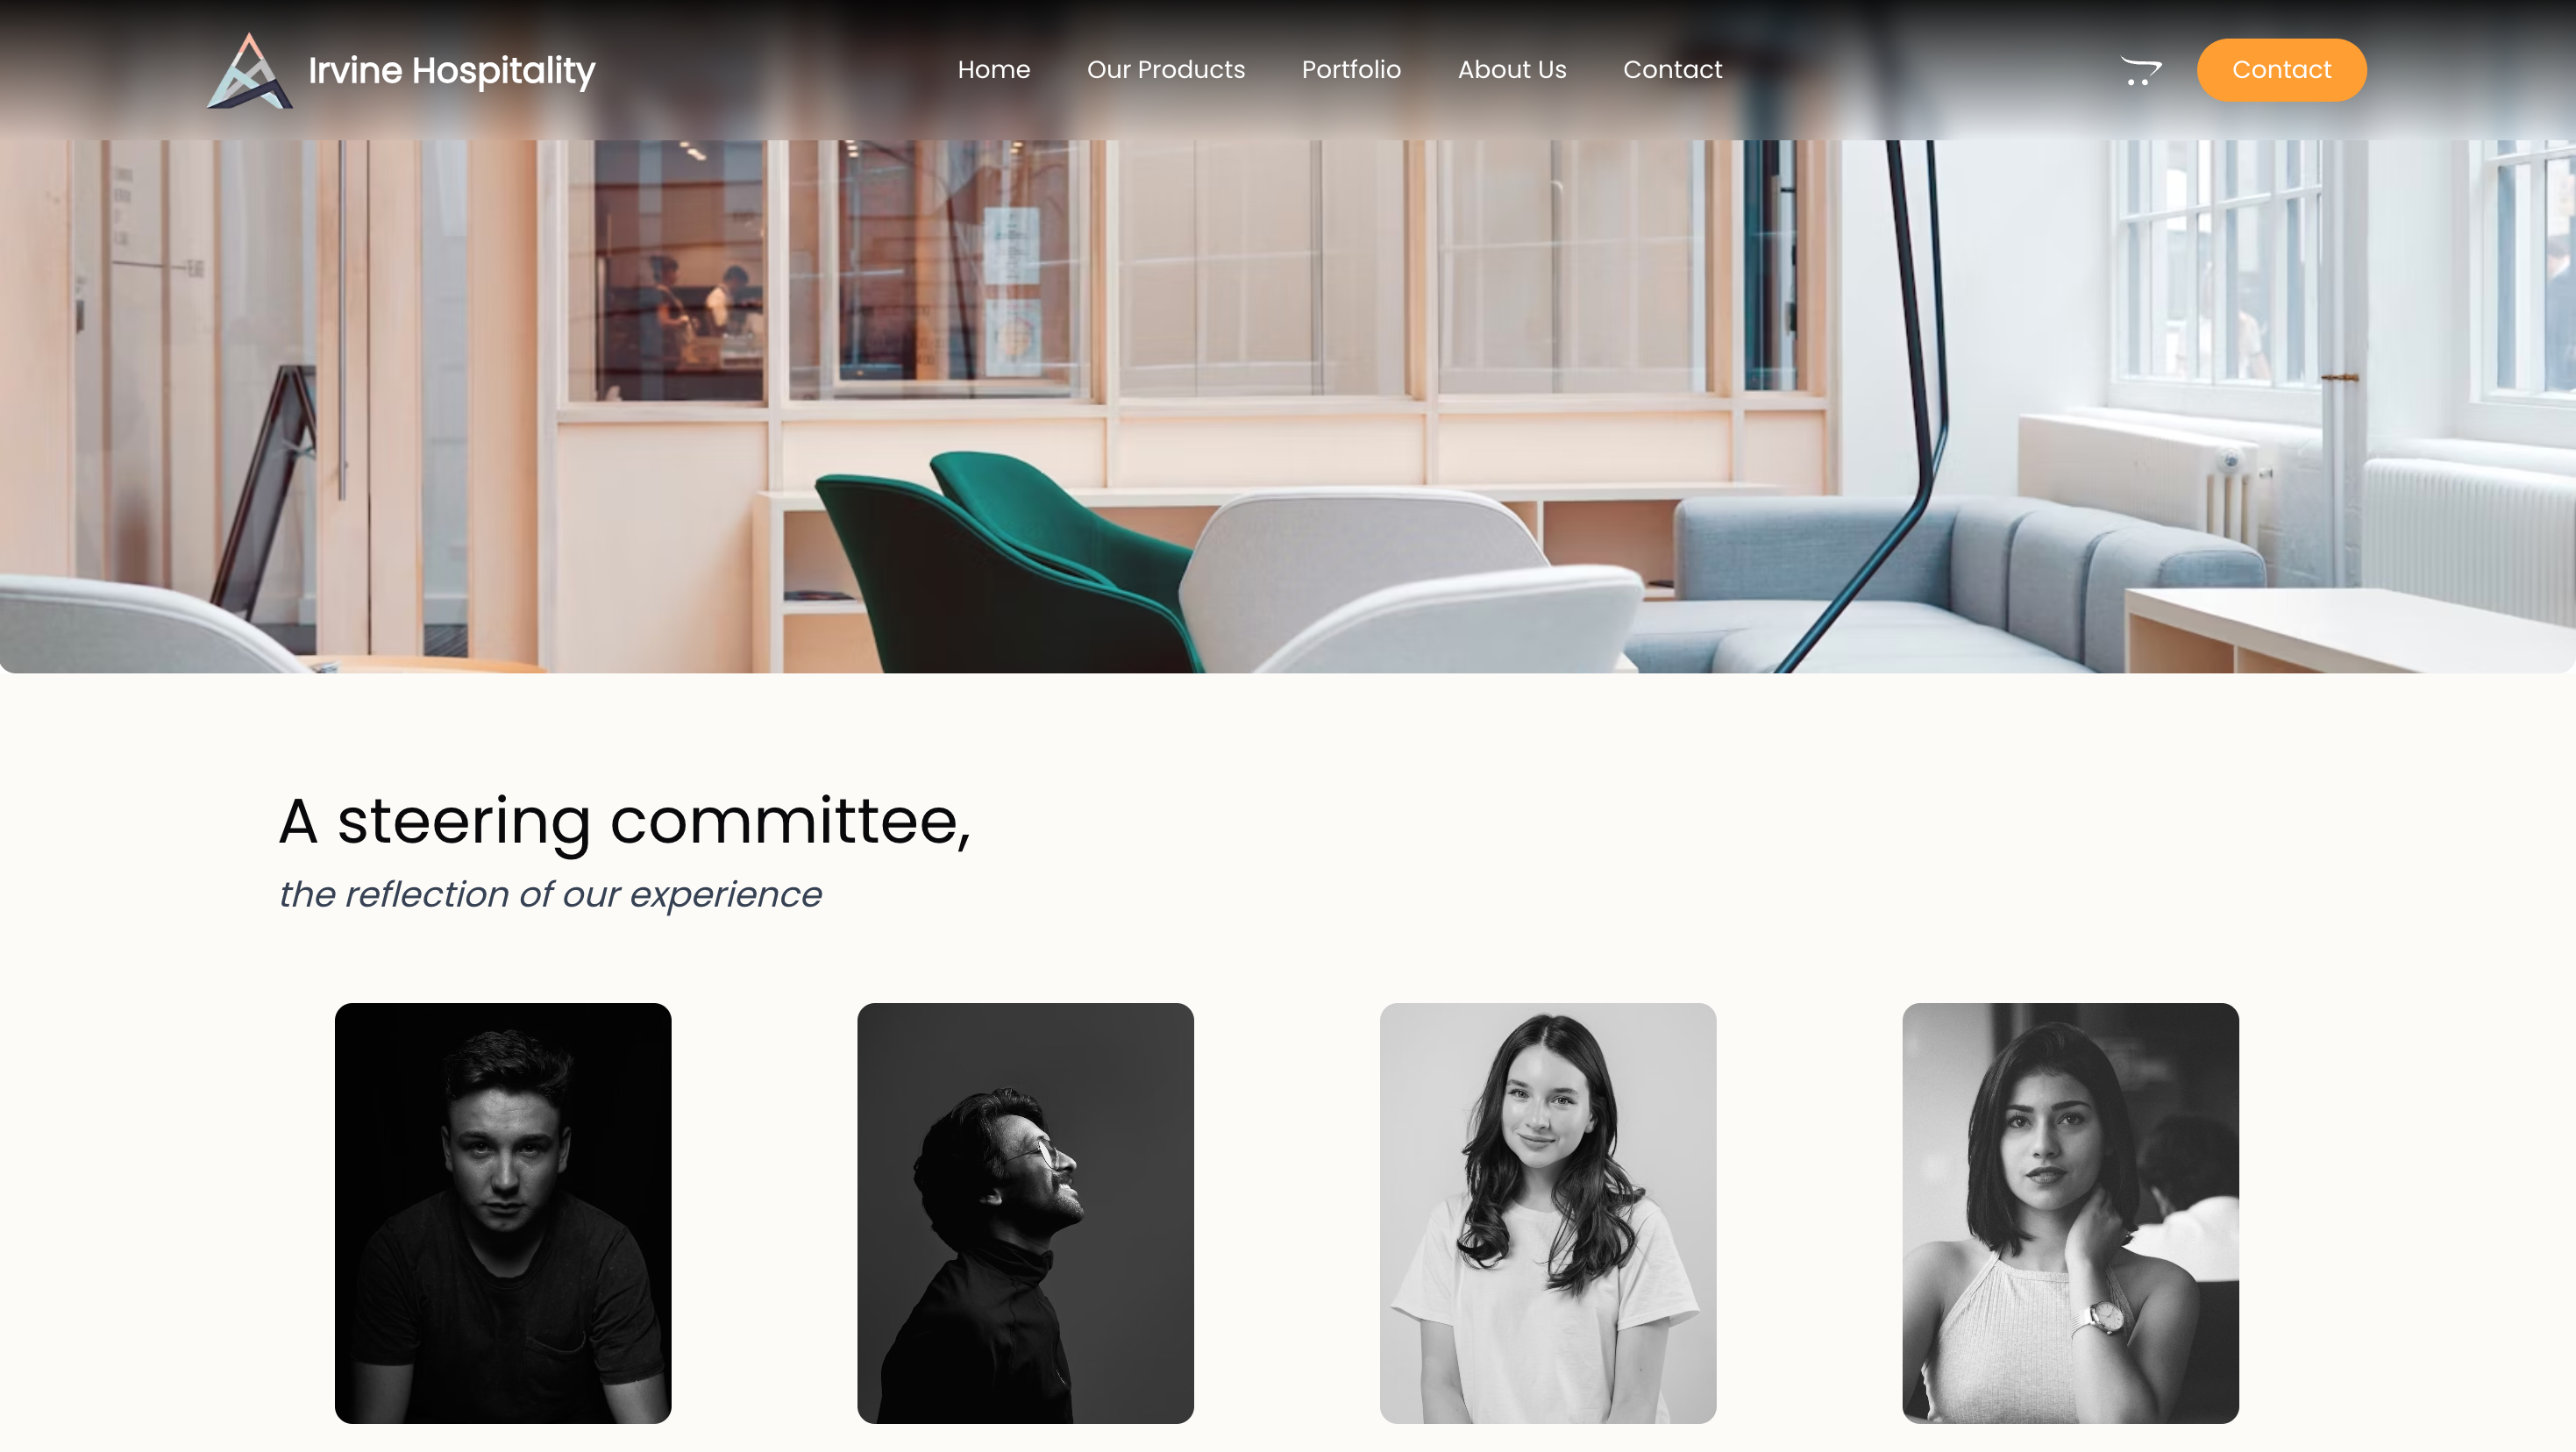 Irvine Hospitality
Home
Our Products
Portfolio
About Us
Contact
Contact
A steering committee,
the reflection of our experience